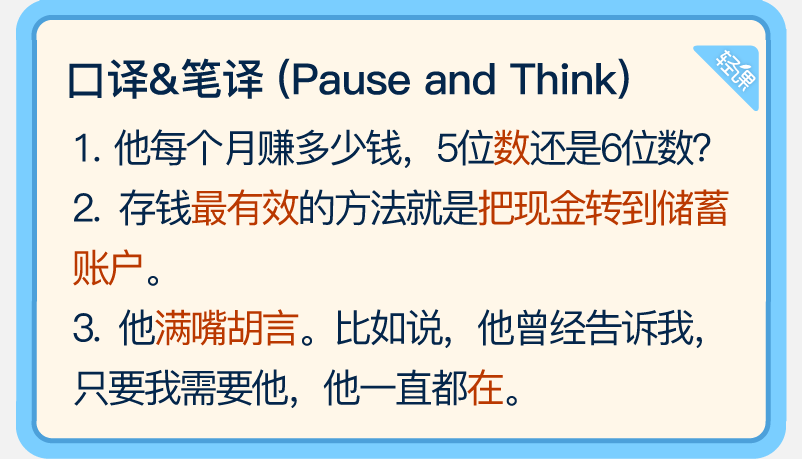 口译&笔译 (Pause and Think)
轻课
1. 他每个月赚多少钱，5位数还是6位数？
2. 存钱最有效的方法就是把现金转到储蓄
账户。
3. 他满嘴胡言。比如说，他曾经告诉我，
只要我需要他，他一直都在。